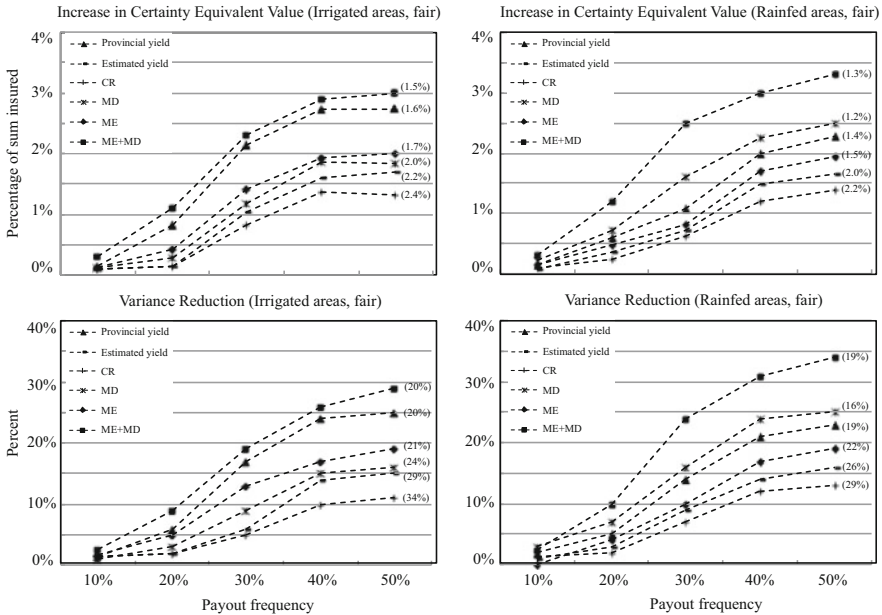 Increase in Certainty Equivalent Value (Irrigated areas, fair)
Percentage of sum insured
4%
3%
2%
1%
0%
Provincial yield
Estimated yield
CR
MD
ME
ME+MD
(1.5%)
(1.6%)
(1.7%)
(2.0%)
(2.2%)
(2.4%)
Increase in Certainty Equivalent Value (Rainfed areas, fair)
4%
3%
2%
1%
0%
Provincial yield
Estimated yield
CR
MD
ME
ME+MD
(1.3%)
(1.2%)
(1.4%)
(1.5%)
(2.0%)
(2.2%)
Variance Reduction (Irrigated areas, fair)
Percent
40%
30%
20%
10%
0%
Provincial yield
Estimated yield
CR
MD
ME
ME+MD
(20%)
(20%)
(21%)
(24%)
(29%)
(34%)
10% 20% 30% 40% 50%
Payout frequency
Variance Reduction (Rainfed areas, fair)
40%
30%
20%
10%
0%
Provincial yield
Estimated yield
CR
MD
ME
ME+MD
(19%)
(16%)
(19%)
(22%)
(26%)
(29%)
10% 20% 30% 40% 50%
Payout frequency